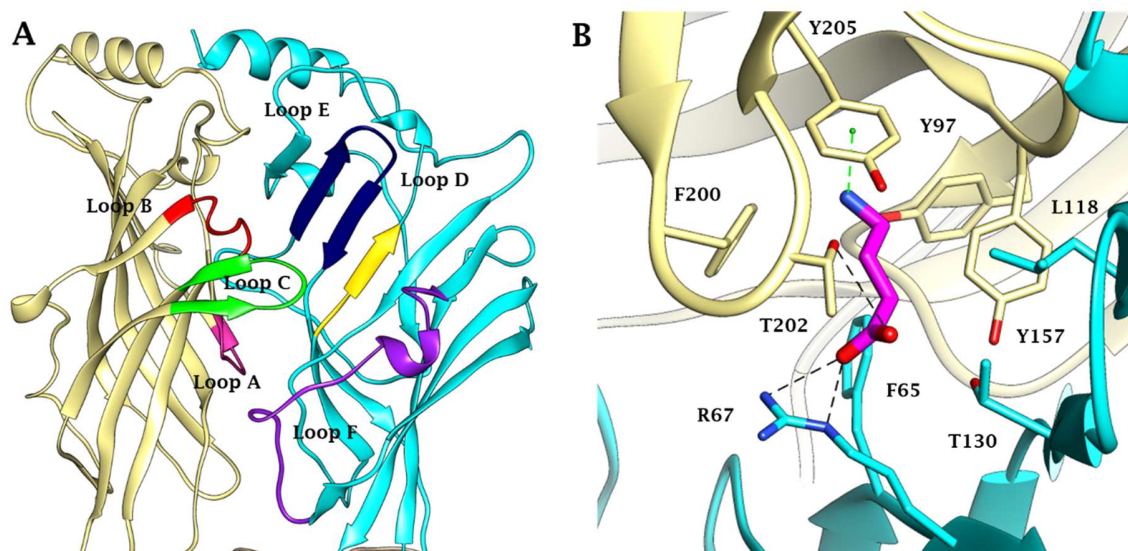 A
Loop E
Loop D
Loop B
Loop C
Loop A
Loop F
B
Y205
Y97
F200
L118
T202
Y157
F65
R67
T130